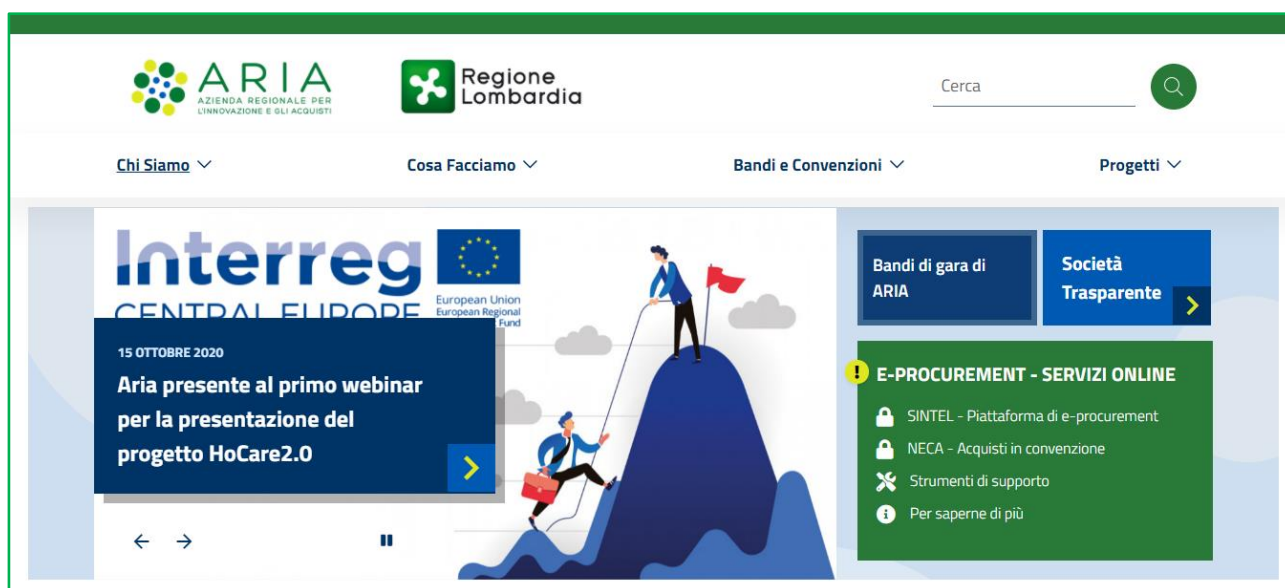 ARIA
AZIENDA REGIONALE PER
L'INNOVAZIONE E GLI ACQUISTI
Regione
Lombardia
Cerca
Chi Siamo
Cosa Facciamo
Bandi e Convenzioni
Progetti
Interreg
CENTRAL EUROPE
European Union
European Regional
Fund
15 OTTOBRE 2020
Aria presente al primo webinar
per la presentazione del
progetto HoCare2.0
Bandi di gara di
ARIA
Società
Trasparente
E-PROCUREMENT - SERVIZI ONLINE
SINTEL - Piattaforma di e-procurement
NECA - Acquisti in convenzione
Strumenti di supporto
Per saperne di più